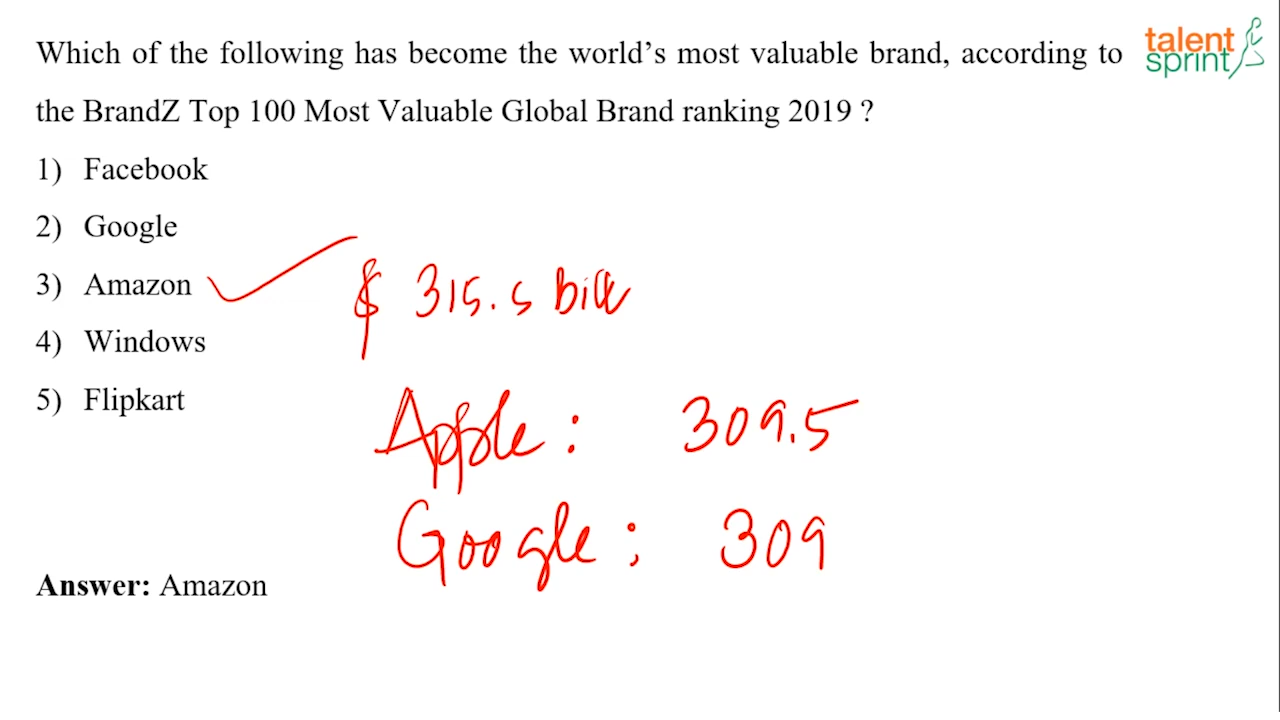 Which of the following has become the world's most valuable brand, according to
talent
sprint
the BrandZ Top 100 Most Valuable Global Brand ranking 2019 ?
1) Facebook
2) Google
3) Amazon
$ 315.5 bill
4) Windows
5) Flipkart
Apple: 309.5
Google: 309
Answer: Amazon